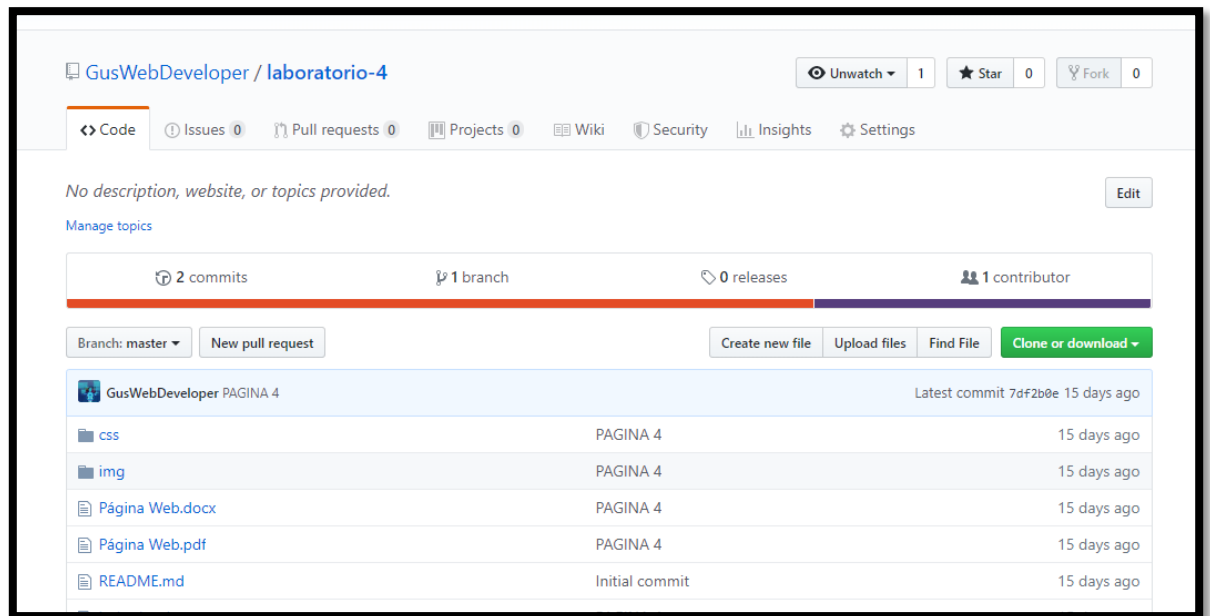 GusWebDeveloper / laboratorio-4 Unwatch 1 Star 0 Fork 0
Code Issues 0 Pull requests 0 Projects 0 Wiki Security Insights Settings
No description, website, or topics provided. Edit
Manage topics
2 commits 1 branch 0 releases 1 contributor
Branch: master New pull request Create new file Upload files Find File Clone or download
GusWebDeveloper PAGINA 4 Latest commit 7df2b0e 15 days ago
css PAGINA 4 15 days ago
img PAGINA 4 15 days ago
Página Web.docx PAGINA 4 15 days ago
Página Web.pdf PAGINA 4 15 days ago
README.md Initial commit 15 days ago